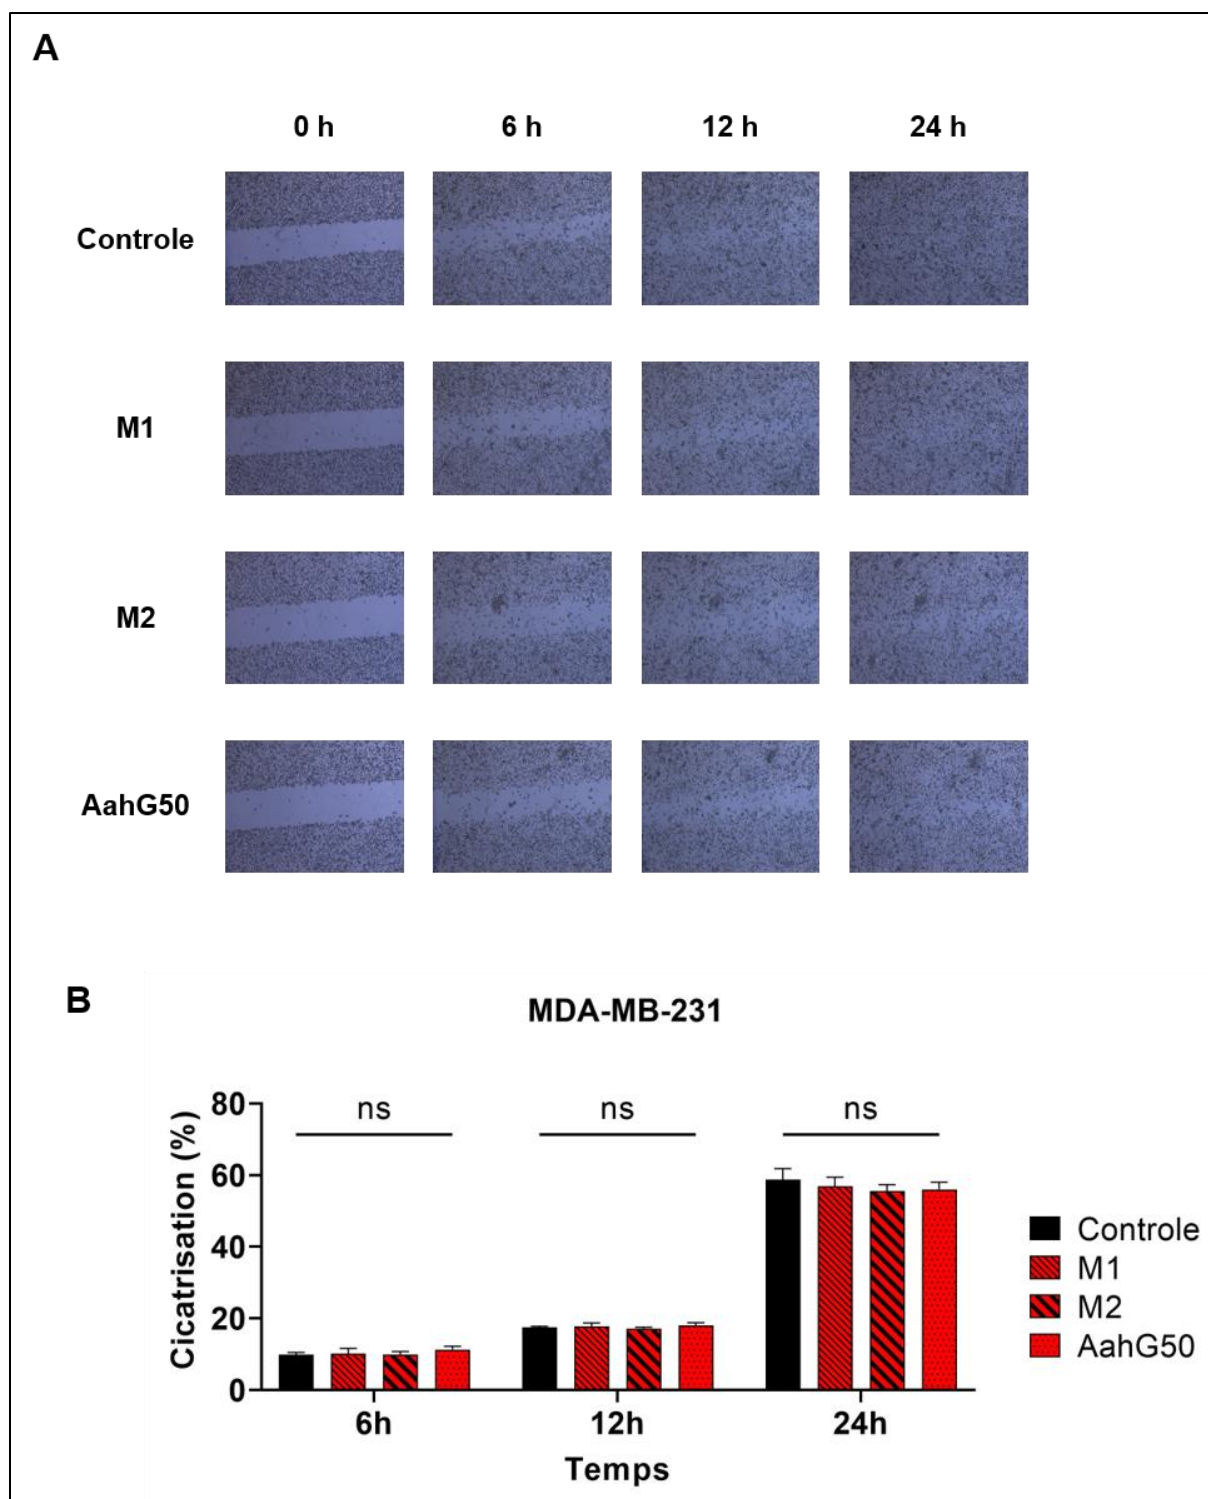 A
0 h 6 h 12 h 24 h
Controle
M1
M2
AahG50
B
MDA-MB-231
Cicatrisation (%)
80
60
40
20
0
ns ns ns
6h 12h 24h
Temps
Controle
M1
M2
AahG50